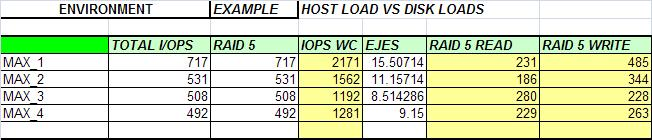 ENVIRONMENT EXAMPLE HOST LOAD VS DISK LOADS
TOTAL I/OPS RAID 5 IOPS WC EJES RAID 5 READ RAID 5 WRITE
MAX_1 717 717 2171 15.50714 231 485
MAX_2 531 531 1562 11.15714 186 344
MAX_3 508 508 1192 8.514286 280 228
MAX_4 492 492 1281 9.15 229 263